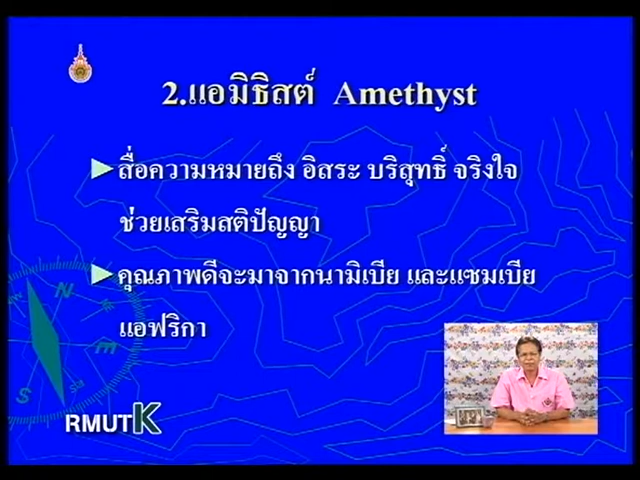 2.แอมิธิสต์ Amethyst
สื่อความหมายถึง อิสระ บริสุทธิ์ จริงใจ
ช่วยเสริมสติปัญญา
คุณภาพดีจะมาจากนามิเบีย และแซมเบีย
แอฟริกา
N
S
RMUTK